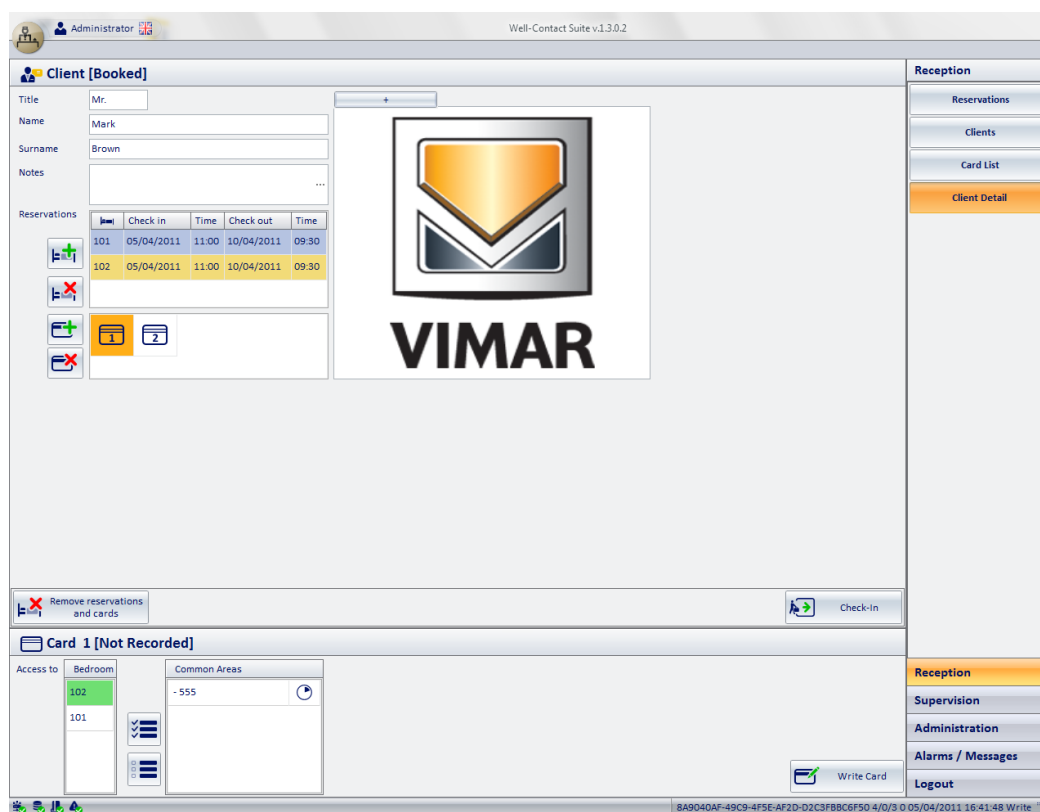 Administrator
Well-Contact Suite v.1.3.0.2
Client [Booked]
Title Mr.
+
Name Mark
Surname Brown
Notes
...
Reservations
Check in Time Check out Time
101 05/04/2011 11:00 10/04/2011 09:30
102 05/04/2011 11:00 10/04/2011 09:30
1 2
VIMAR
Remove reservations
and cards
Check-In
Card 1 [Not Recorded]
Access to Bedroom Common Areas
102 - 555
101
Write Card
Reception
Reservations
Clients
Card List
Client Detail
Reception
Supervision
Administration
Alarms / Messages
Logout
8A9040AF-49C9-4F5E-AF2D-D2C3FBBC6F50 4/0/3 0 05/04/2011 16:41:48 Write